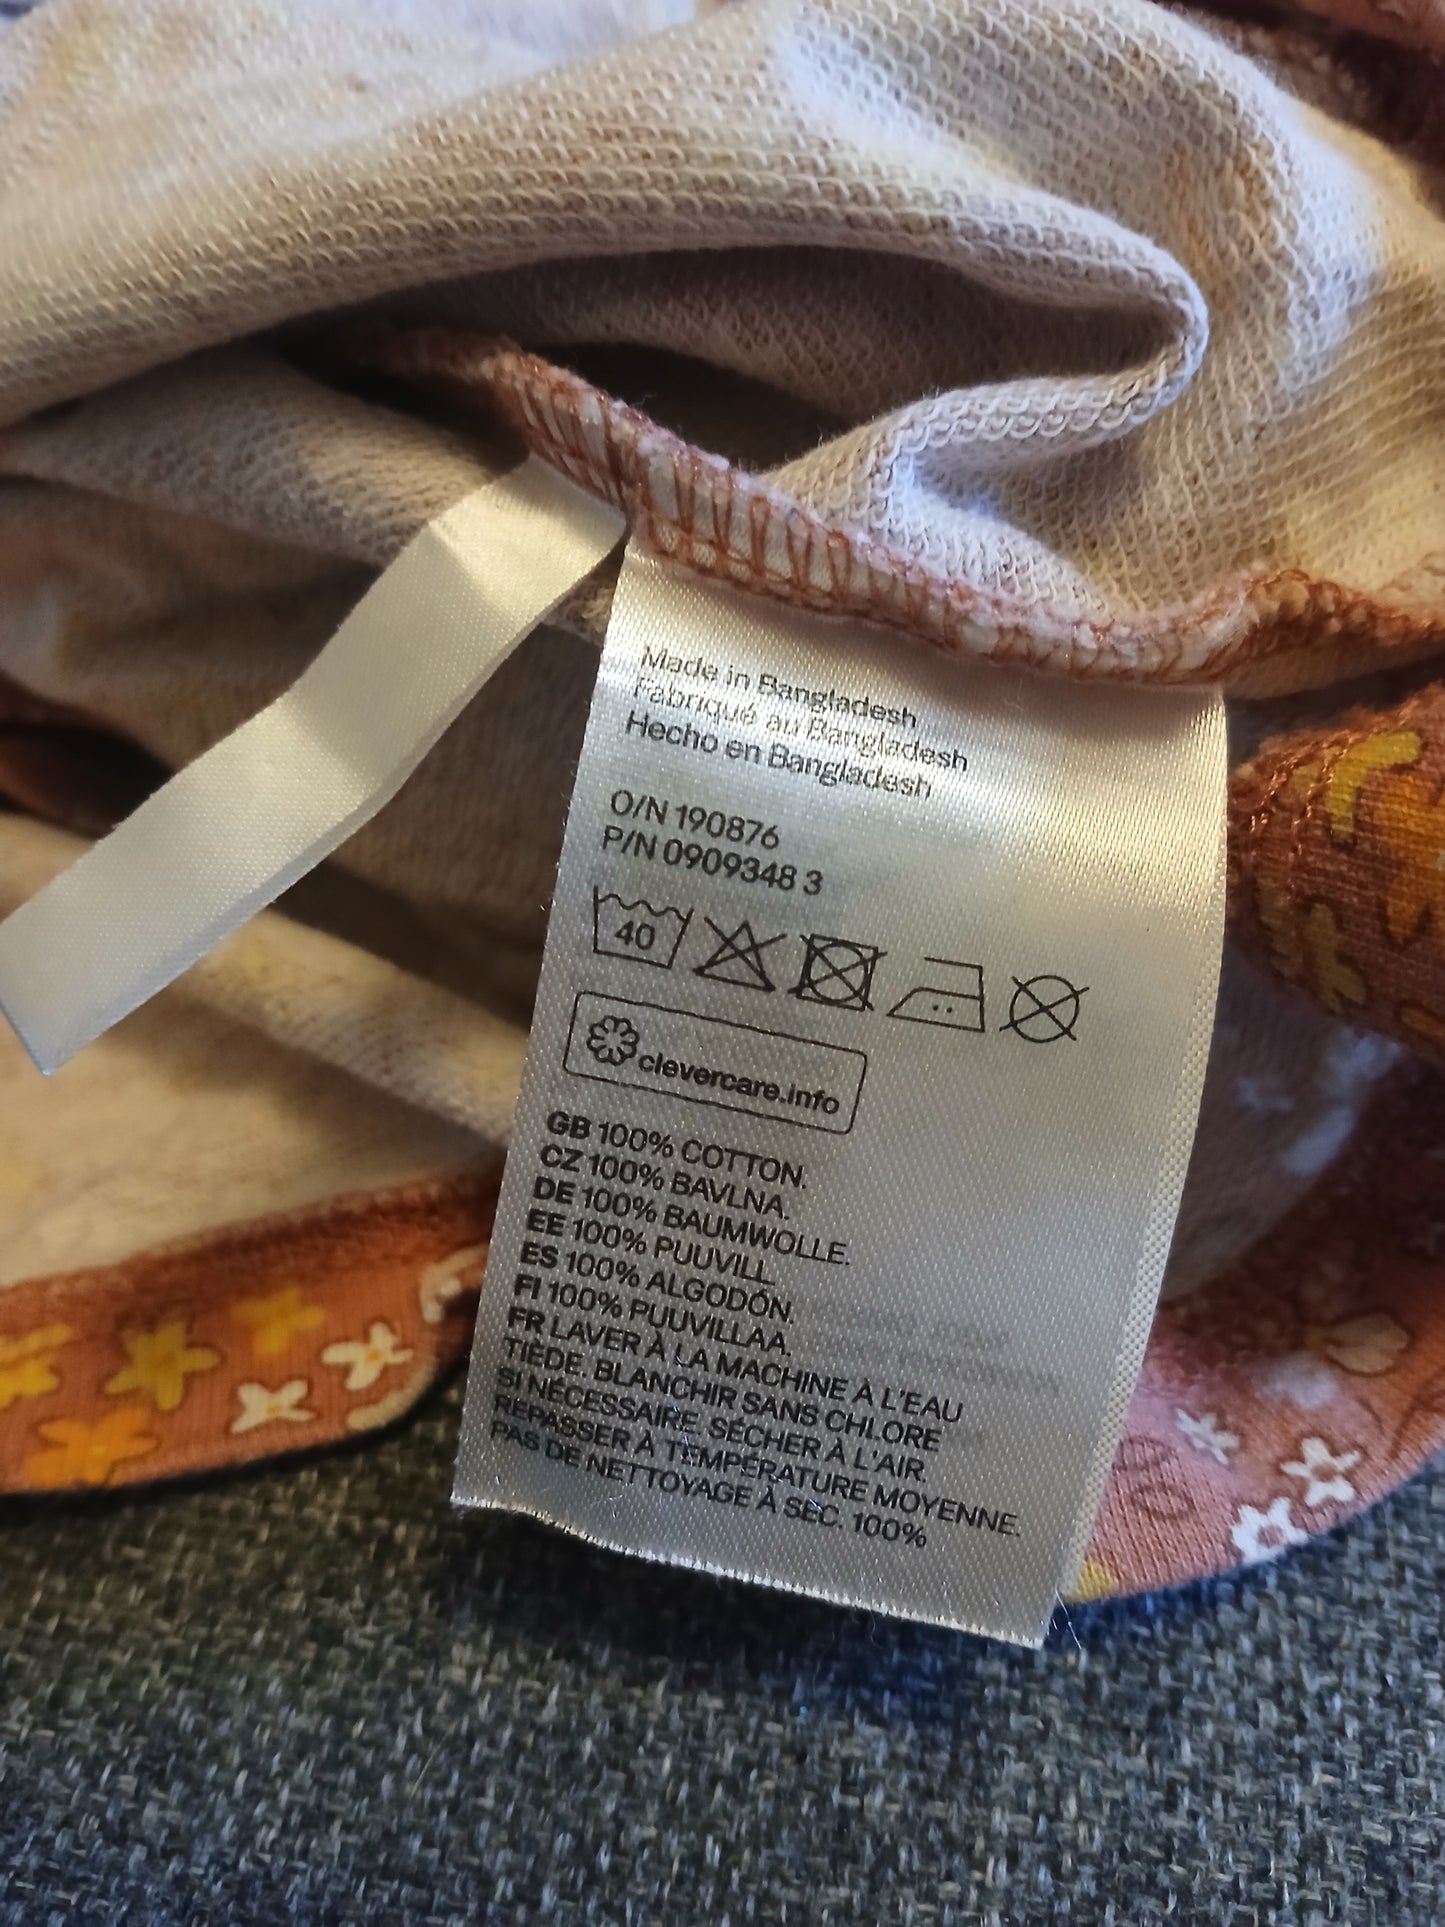 Made in Bangladesh
Fabriqué au Bangladesh
Hecho en Bangladesh
O/N 190876
P/N 0909348 3
40
clevercare.info
GB 100% COTTON.
CZ 100% BAVLNA.
DE 100% BAUMWOLLE.
EE 100% PUUVILL
ES 100% ALGODÓN.
FI 100% PUUVILLAA.
FR LAVER À LA MACHINE À L'EAU
TIÈDE. BLANCHIR SANS CHLORE
SI NÉCESSAIRE. SÉCHER À L'AIR.
REPASSER À TEMPÉRATURE MOYENNE.
PAS DE NETTOYAGE À SEC. 100%